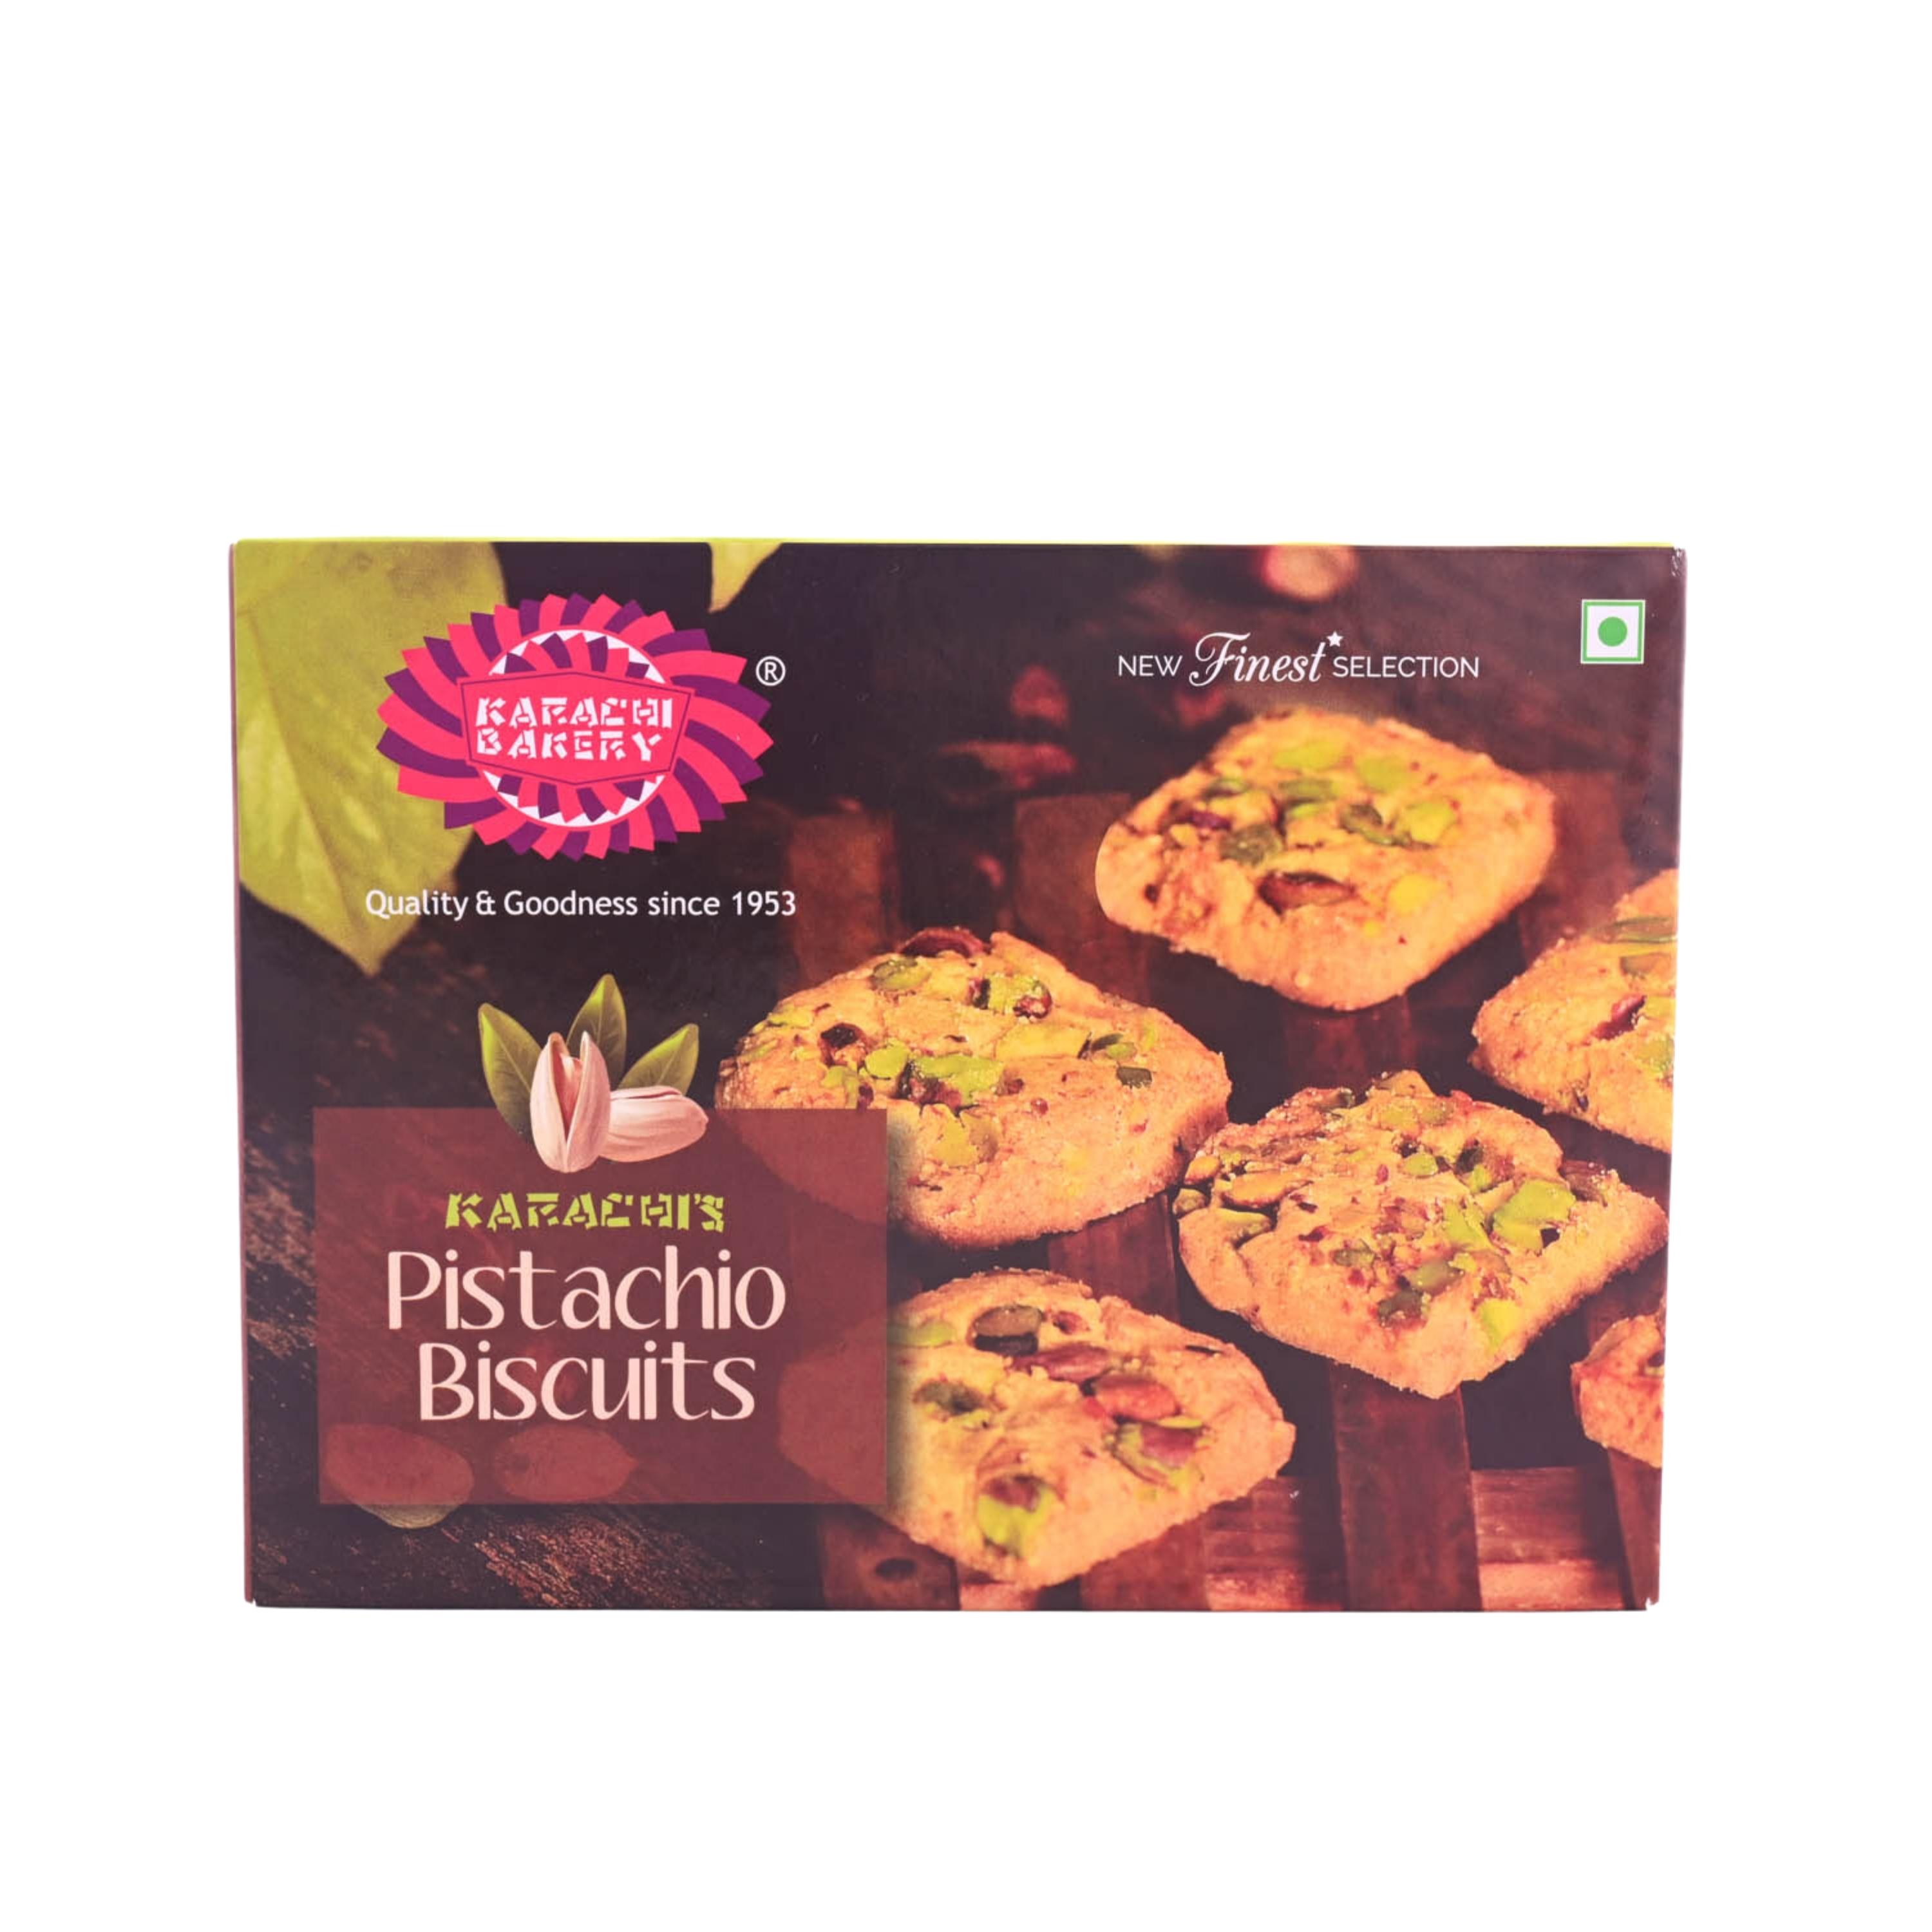 KARACHI
BAKERY
®
Quality & Goodness since 1953
NEW Finest SELECTION
KARACHI'S
Pistachio
Biscuits